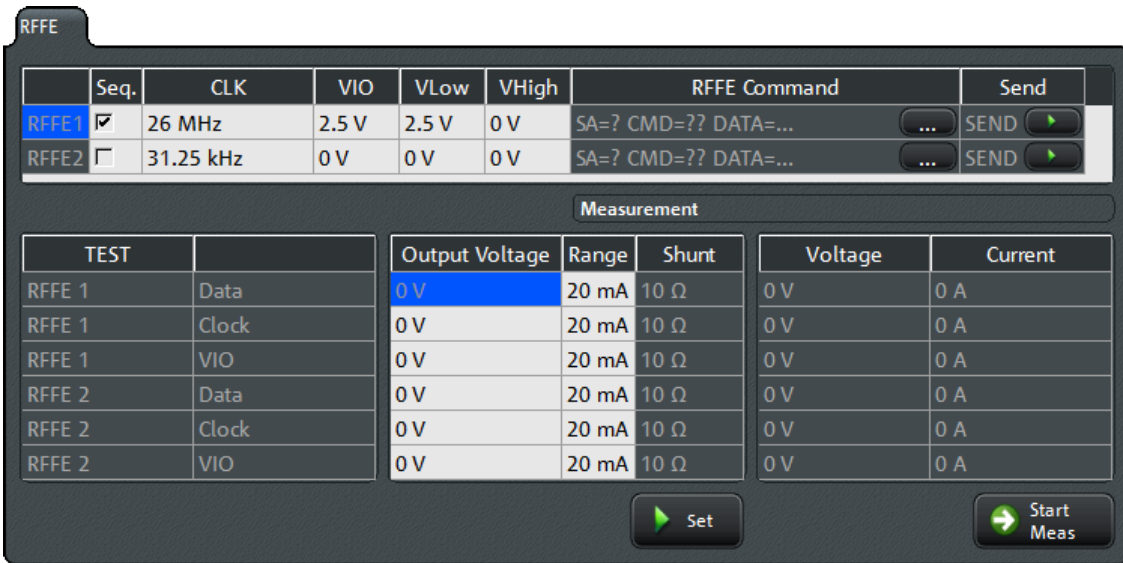 RFFE
Seq. CLK VIO VLow VHigh RFFE Command Send
RFFE1 26 MHz 2.5 V 2.5 V 0 V SA=? CMD=?? DATA=... ... SEND
RFFE2 31.25 kHz 0 V 0 V 0 V SA=? CMD=?? DATA=... ... SEND
Measurement
TEST Output Voltage Range Shunt Voltage Current
RFFE 1 Data 0 V 20 mA 10 Ω 0 V 0 A
RFFE 1 Clock 0 V 20 mA 10 Ω 0 V 0 A
RFFE 1 VIO 0 V 20 mA 10 Ω 0 V 0 A
RFFE 2 Data 0 V 20 mA 10 Ω 0 V 0 A
RFFE 2 Clock 0 V 20 mA 10 Ω 0 V 0 A
RFFE 2 VIO 0 V 20 mA 10 Ω 0 V 0 A
Set
Start
Meas